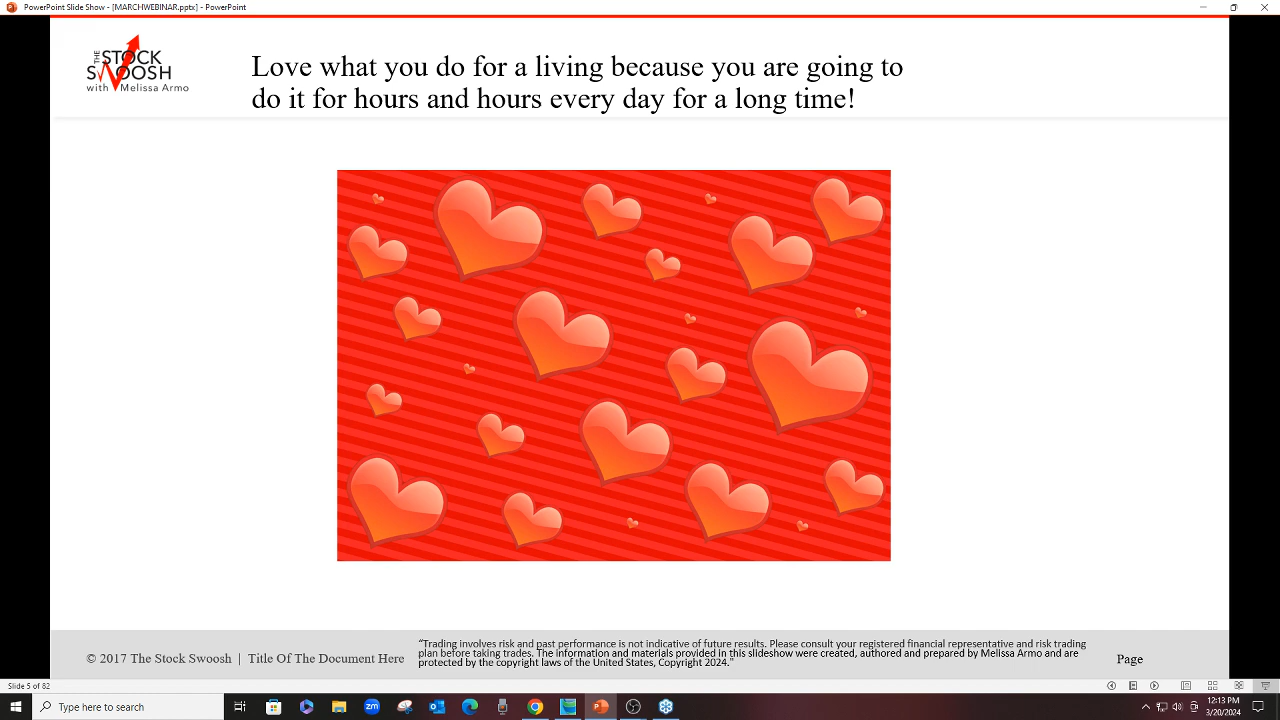 PowerPoint Slide Show - [MARCHWEBINAR.pptx] - PowerPoint
THE
STOCK
SWOOSH
with Melissa Armo
Love what you do for a living because you are going to
do it for hours and hours every day for a long time!
© 2017 The Stock Swoosh | Title Of The Document Here
“Trading involves risk and past performance is not indicative of future results. Please consult your registered financial representative and risk trading
plan before taking trades. The information and materials provided in this slideshow were created, authored and prepared by Melissa Armo and are
protected by the copyright laws of the United States, Copyright 2024."
Page
Slide 5 of 82
Type here to search
zm
12:13 PM
3/20/2024